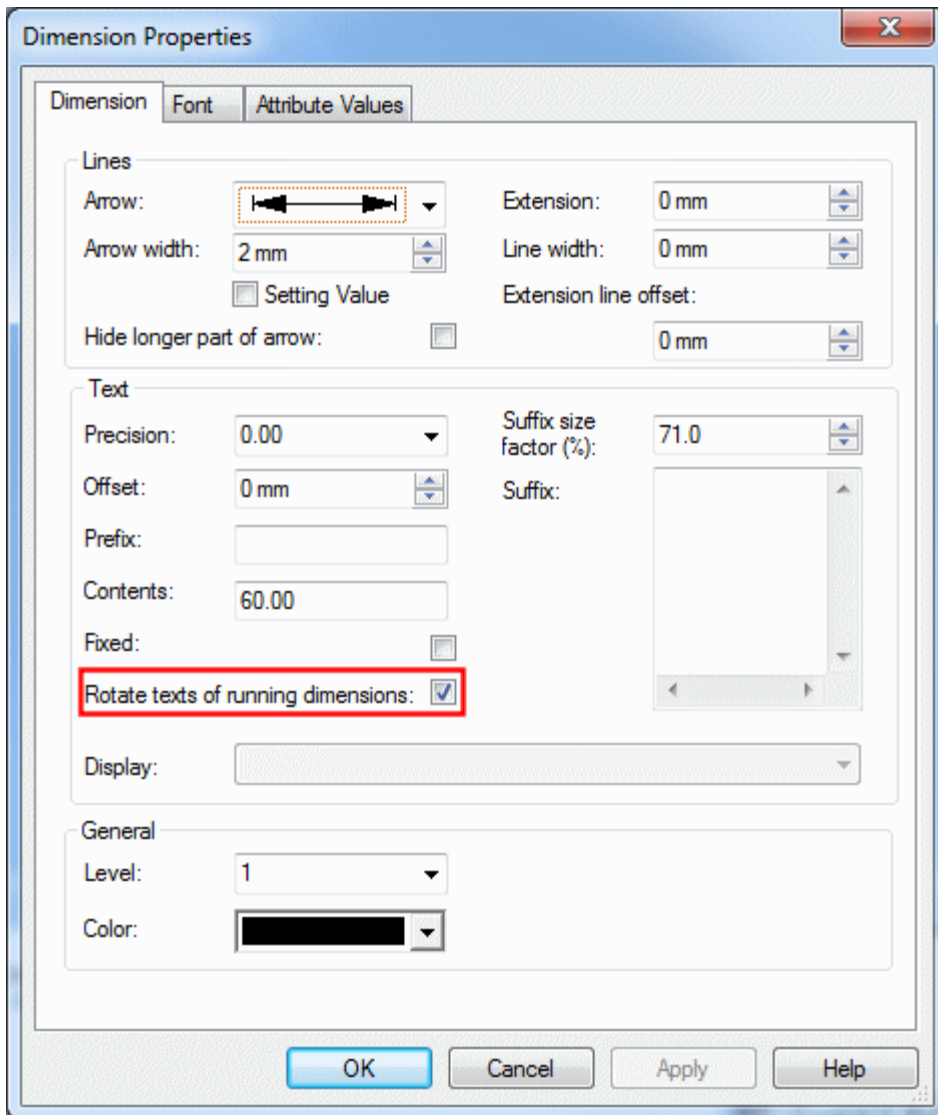 Dimension Properties
Dimension Font Attribute Values
Lines
Arrow: Extension: 0 mm
Arrow width: 2 mm Line width: 0 mm
Setting Value Extension line offset:
Hide longer part of arrow: 0 mm
Text
Precision: 0.00 Suffix size
factor (%): 71.0
Offset: 0 mm Suffix:
Prefix:
Contents: 60.00
Fixed:
Rotate texts of running dimensions:
Display:
General
Level: 1
Color:
OK Cancel Apply Help